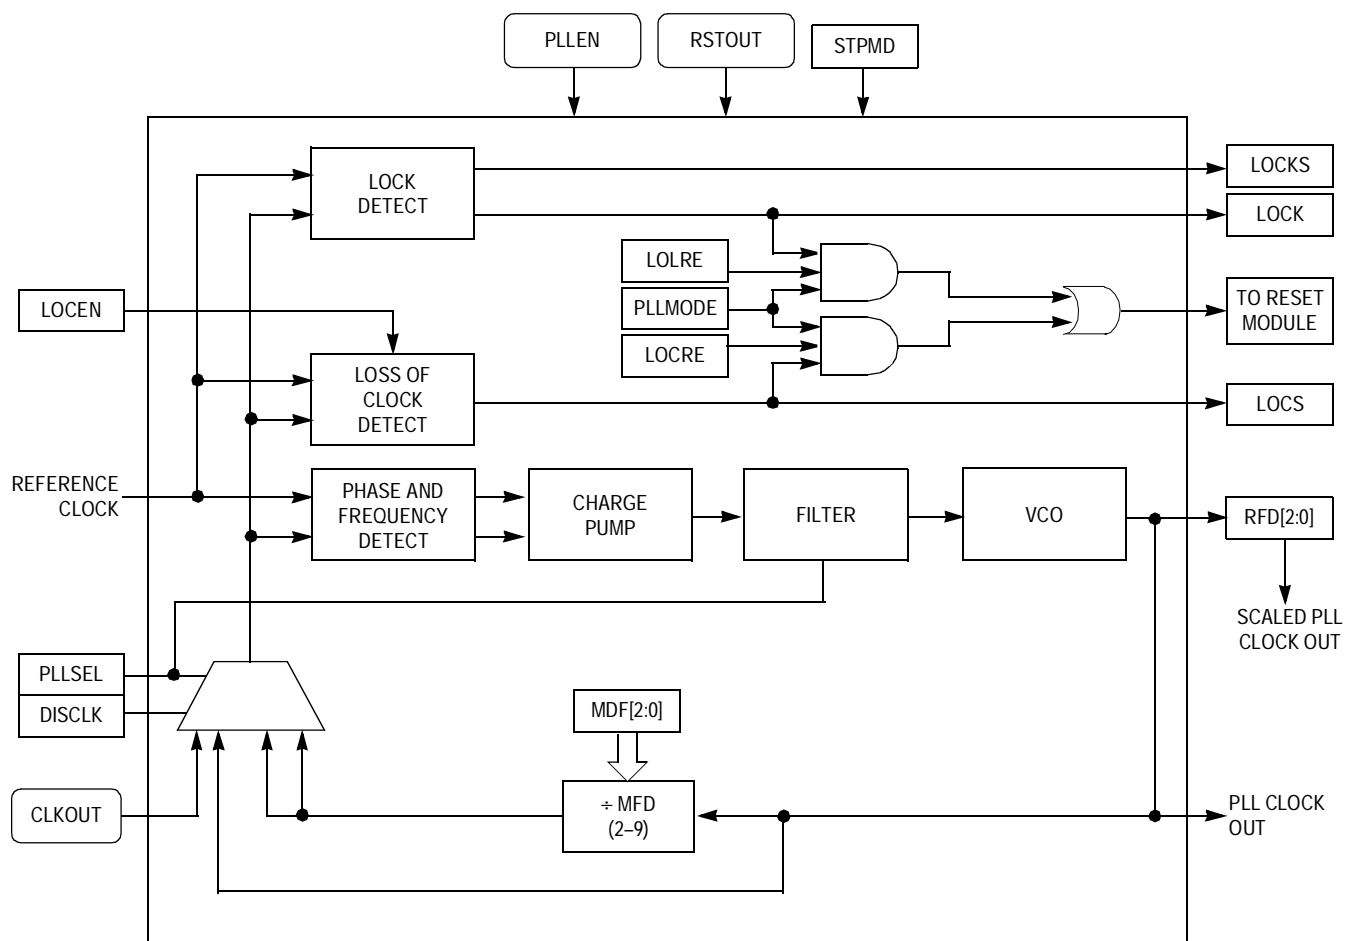 PLLEN
RSTOUT
STPMD
LOCK
DETECT
LOCKS
LOCK
LOLRE
PLLMODE
LOCRE
TO RESET
MODULE
LOCEN
LOSS OF
CLOCK
DETECT
LOCS
REFERENCE
CLOCK
PHASE AND
FREQUENCY
DETECT
CHARGE
PUMP
FILTER
VCO
RFD[2:0]
SCALED PLL
CLOCK OUT
PLLSEL
DISCLK
MDF[2:0]
CLKOUT
÷ MFD
(2–9)
PLL CLOCK
OUT